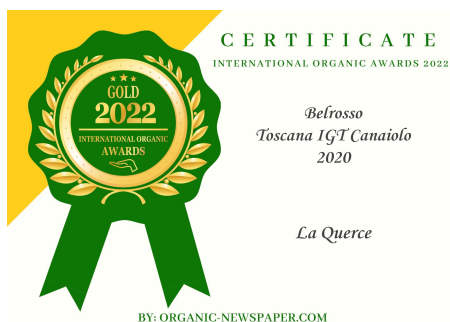 CERTIFICATE
INTERNATIONAL ORGANIC AWARDS 2022
GOLD
2022
INTERNATIONAL ORGANIC
AWARDS
Belrosso
Toscana IGT Canaiolo
2020
La Querce
BY: ORGANIC-NEWSPAPER.COM